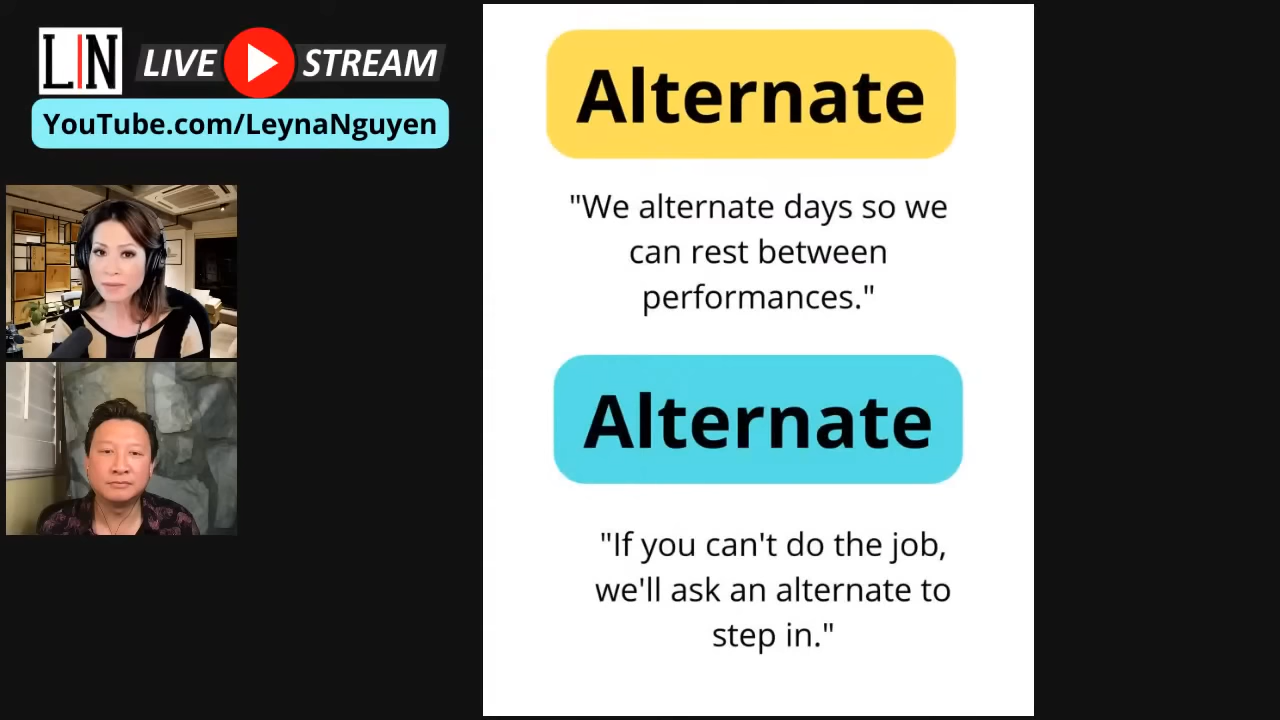 LIN LIVE STREAM
YouTube.com/LeynaNguyen
Alternate
"We alternate days so we
can rest between
performances."
Alternate
"If you can't do the job,
we'll ask an alternate to
step in."